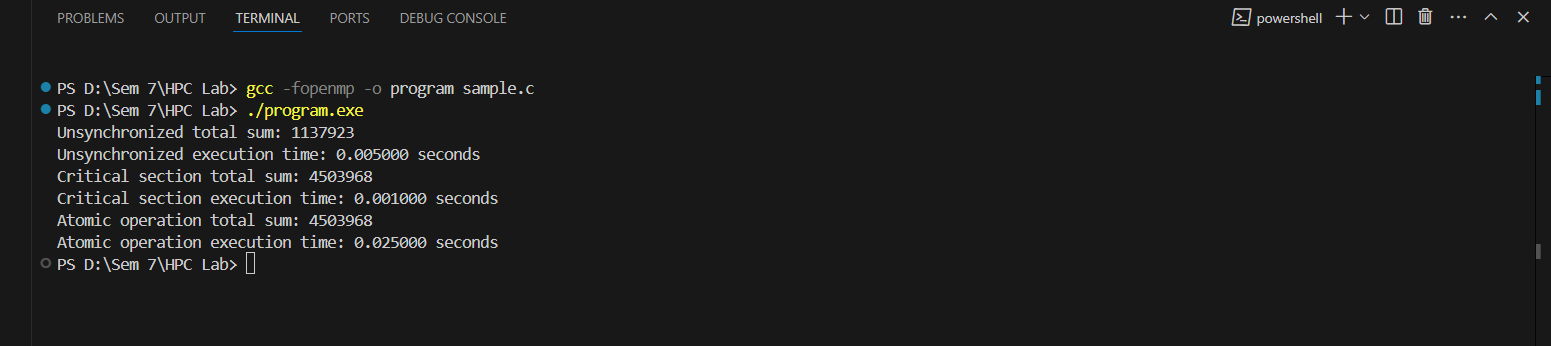 PROBLEMS OUTPUT TERMINAL PORTS DEBUG CONSOLE powershell
PS D:\Sem 7\HPC Lab> gcc -fopenmp -o program sample.c
PS D:\Sem 7\HPC Lab> ./program.exe
Unsynchronized total sum: 1137923
Unsynchronized execution time: 0.005000 seconds
Critical section total sum: 4503968
Critical section execution time: 0.001000 seconds
Atomic operation total sum: 4503968
Atomic operation execution time: 0.025000 seconds
PS D:\Sem 7\HPC Lab>